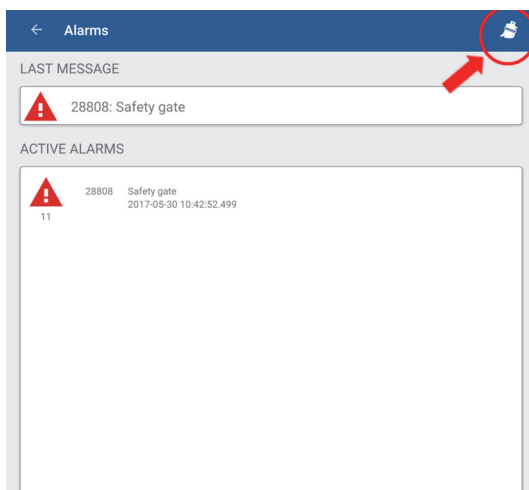 Alarms
LAST MESSAGE
28808: Safety gate
ACTIVE ALARMS
28808 Safety gate
2017-05-30 10:42:52.499
11